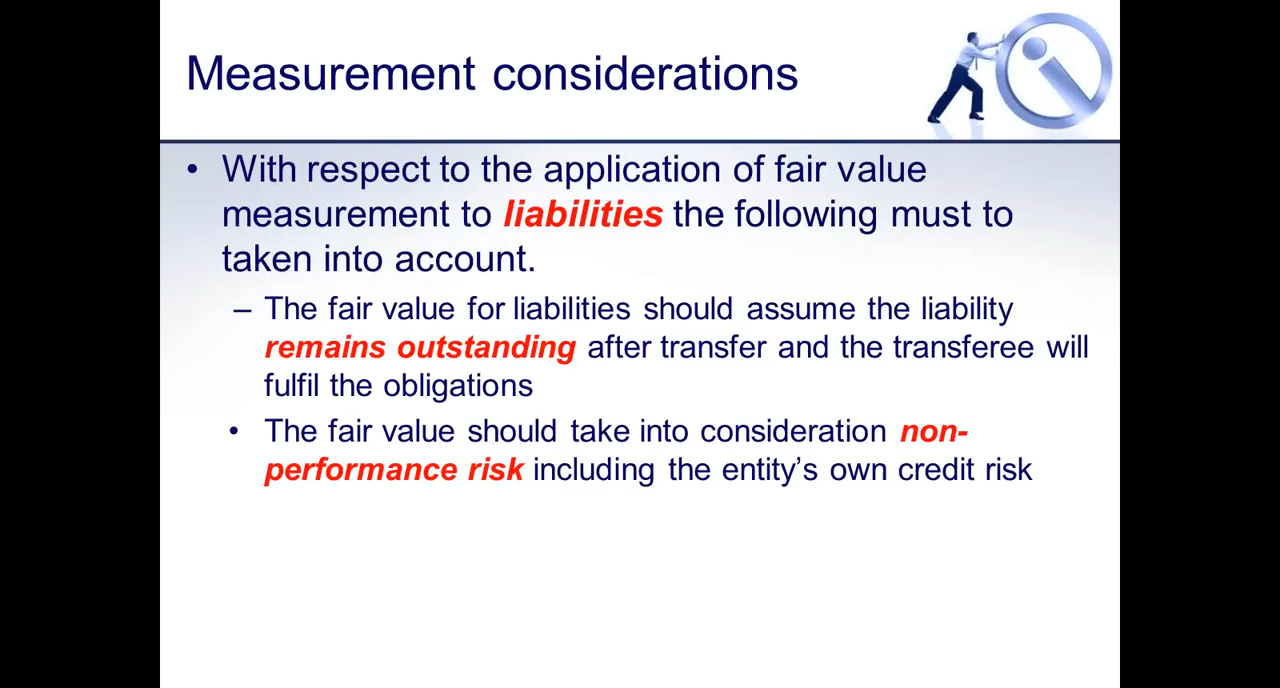 Measurement considerations
• With respect to the application of fair value
measurement to liabilities the following must to
taken into account.
– The fair value for liabilities should assume the liability
remains outstanding after transfer and the transferee will
fulfil the obligations
• The fair value should take into consideration non-
performance risk including the entity’s own credit risk